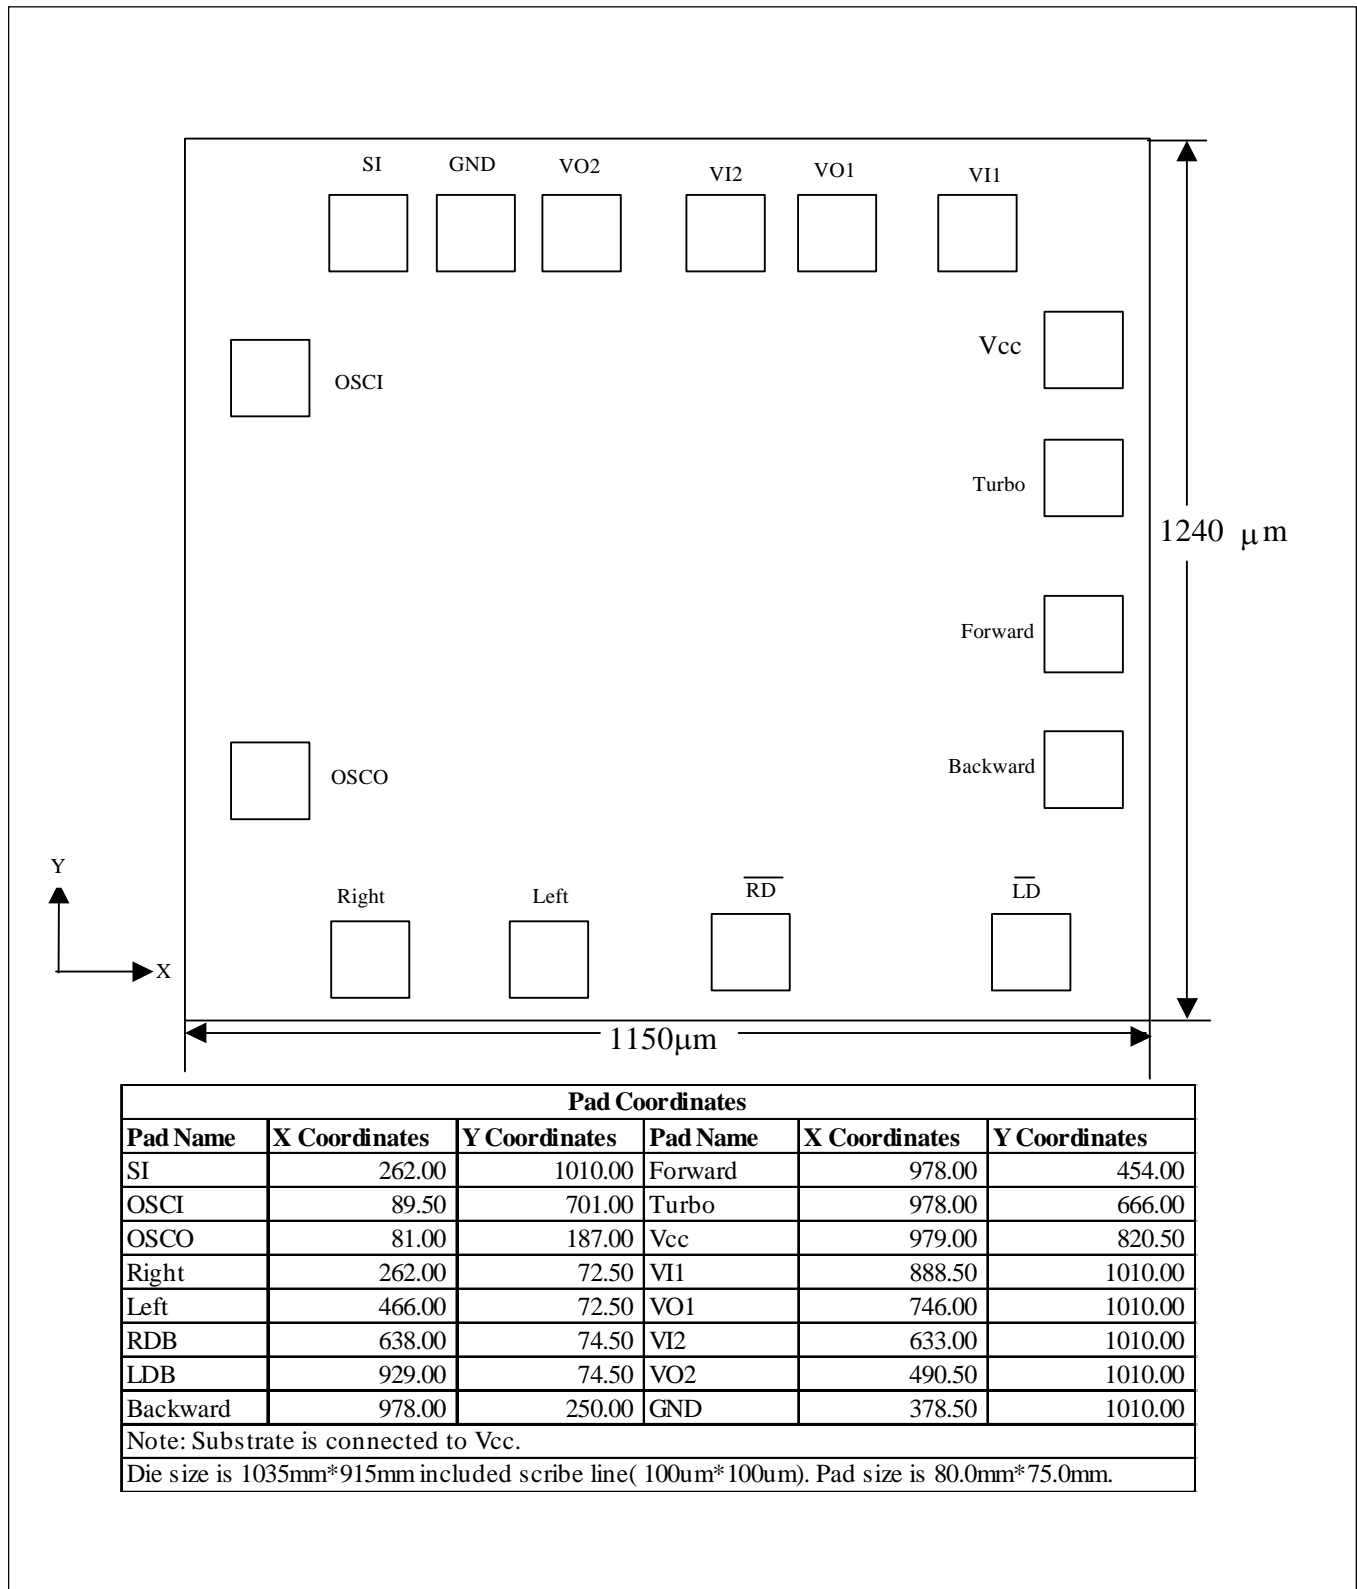 SI GND VO2 VI2 VO1 VI1
Vcc
OSCI
Turbo
1240 μm
Forward
Backward
OSCO
Y
Right Left RD LD
X
1150μm
Pad Coordinates
Pad Name X Coordinates Y Coordinates Pad Name X Coordinates Y Coordinates
SI 262.00 1010.00 Forward 978.00 454.00
OSCI 89.50 701.00 Turbo 978.00 666.00
OSCO 81.00 187.00 Vcc 979.00 820.50
Right 262.00 72.50 VI1 888.50 1010.00
Left 466.00 72.50 VO1 746.00 1010.00
RDB 638.00 74.50 VI2 633.00 1010.00
LDB 929.00 74.50 VO2 490.50 1010.00
Backward 978.00 250.00 GND 378.50 1010.00
Note: Substrate is connected to Vcc.
Die size is 1035mm*915mm included scribe line( 100um*100um). Pad size is 80.0mm*75.0mm.